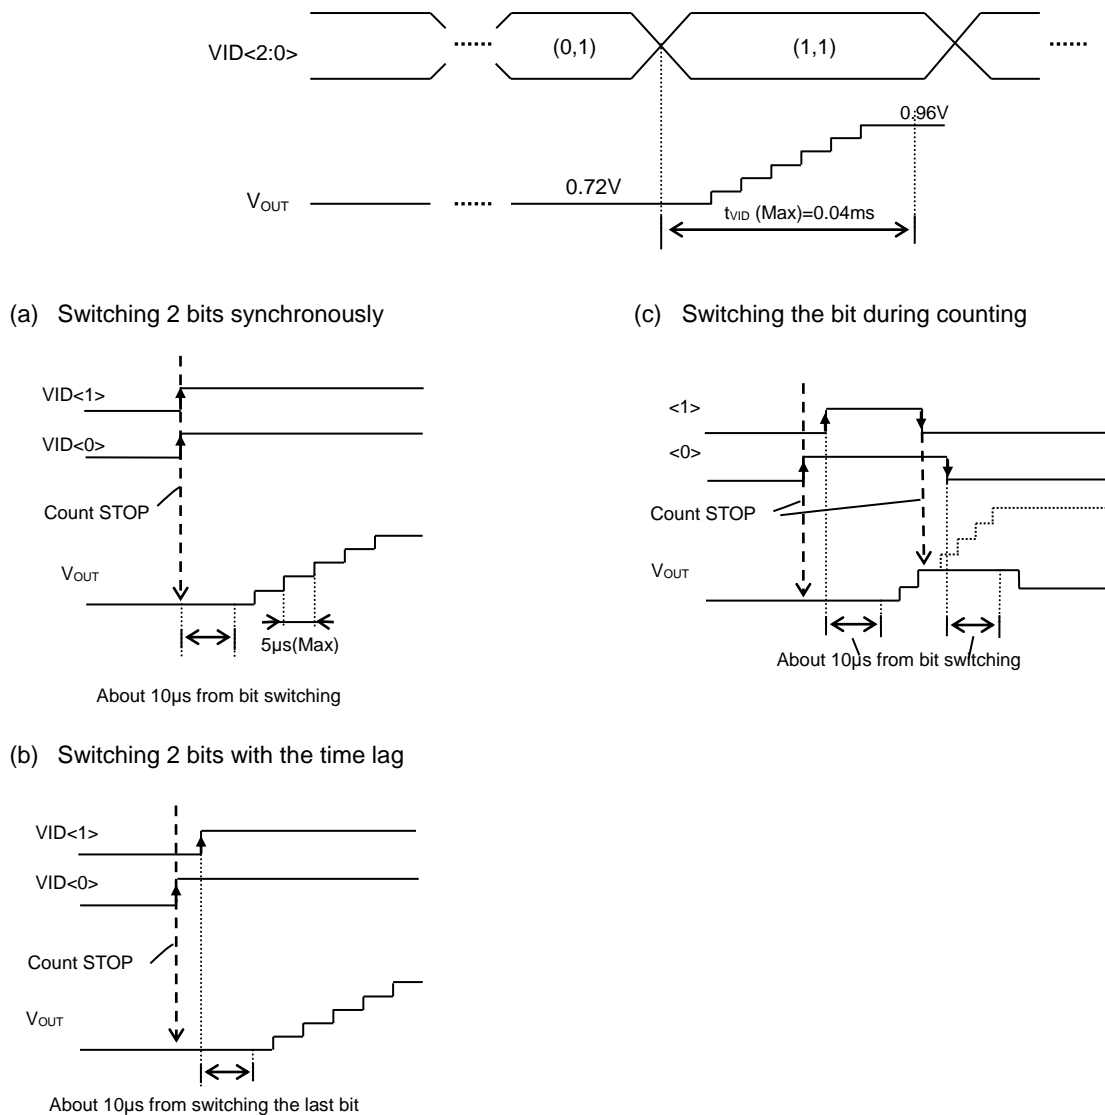 VID<2:0>
......
(0,1)
(1,1)
......
0.96V
0.72V
VOUT
......
tVID (Max)=0.04ms
(a) Switching 2 bits synchronously
VID<1>
VID<0>
Count STOP
VOUT
5µs(Max)
About 10µs from bit switching
(c) Switching the bit during counting
<1>
<0>
Count STOP
VOUT
About 10µs from bit switching
(b) Switching 2 bits with the time lag
VID<1>
VID<0>
Count STOP
VOUT
About 10µs from switching the last bit